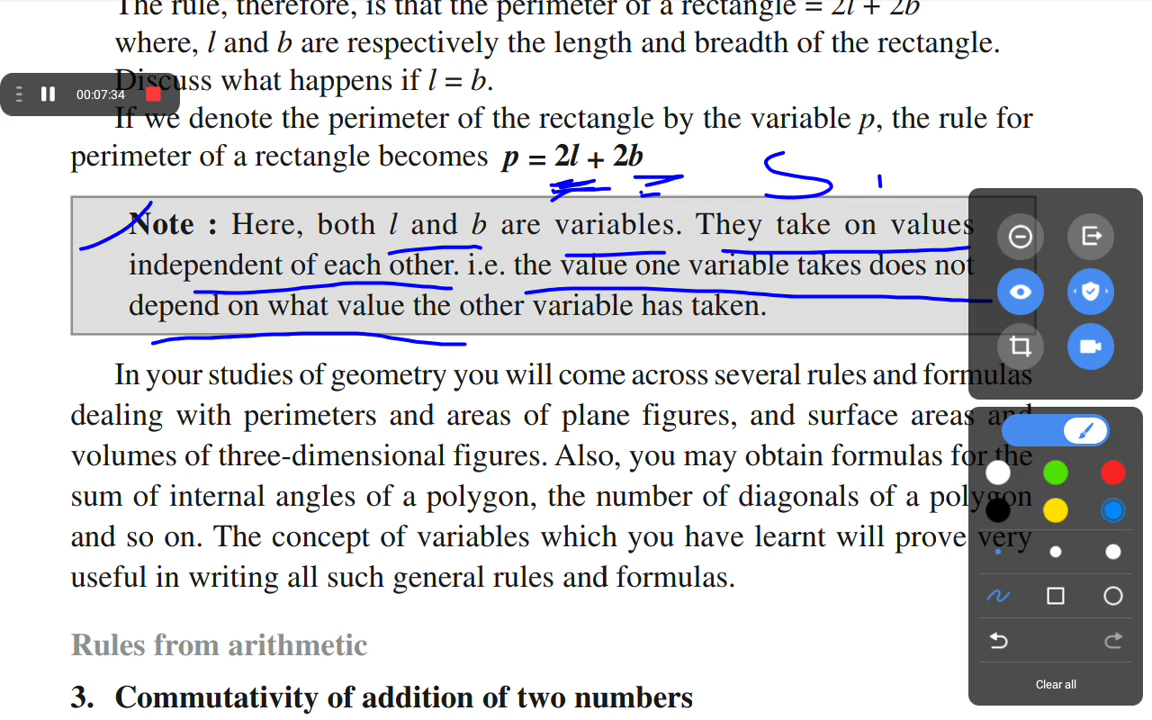 The rule, therefore, is that the perimeter of a rectangle = 2l + 2b
where, l and b are respectively the length and breadth of the rectangle.
Discuss what happens if l = b.
00:07:34
If we denote the perimeter of the rectangle by the variable p, the rule for
perimeter of a rectangle becomes p = 2l + 2b
S
Note : Here, both l and b are variables. They take on values
independent of each other. i.e. the value one variable takes does not
depend on what value the other variable has taken.
In your studies of geometry you will come across several rules and formulas
dealing with perimeters and areas of plane figures, and surface areas and
volumes of three-dimensional figures. Also, you may obtain formulas for the
sum of internal angles of a polygon, the number of diagonals of a polygon
and so on. The concept of variables which you have learnt will prove very
useful in writing all such general rules and formulas.
Rules from arithmetic
Clear all
3. Commutativity of addition of two numbers